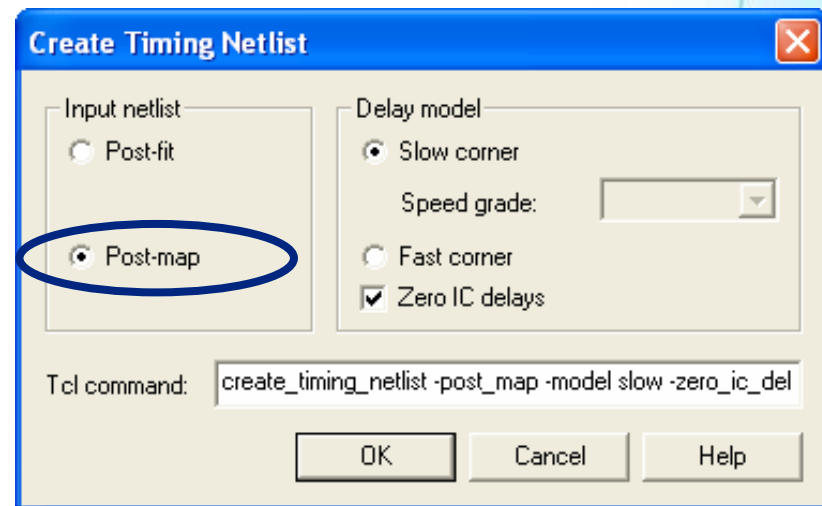 Create Timing Netlist
Input netlist
Post-fit
Post-map
Delay model
Slow corner
Speed grade:
Fast corner
Zero IC delays
Tcl command:
create_timing_netlist -post_map -model slow -zero_ic_del
OK
Cancel
Help